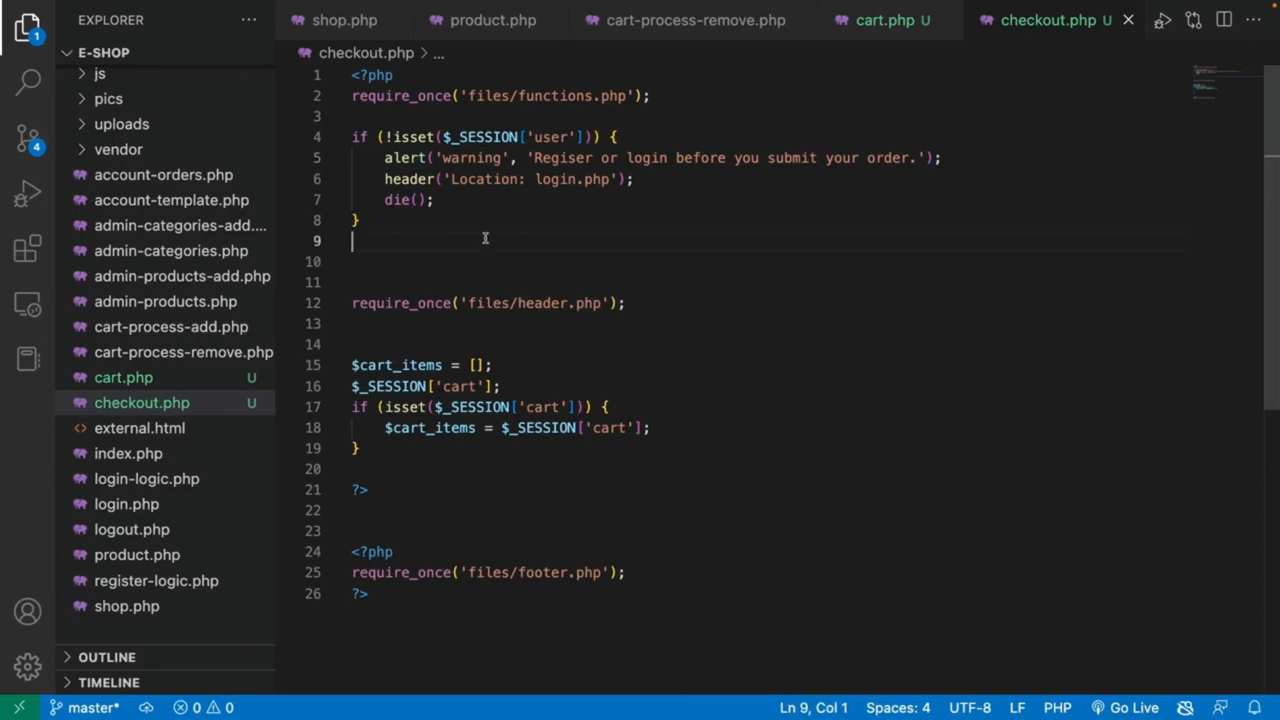 EXPLORER
shop.php
product.php
cart-process-remove.php
cart.php U
checkout.php U
E-SHOP
checkout.php > ...
js
pics
uploads
vendor
account-orders.php
account-template.php
admin-categories-add....
admin-categories.php
admin-products-add.php
admin-products.php
cart-process-add.php
cart-process-remove.php
cart.php U
checkout.php U
external.html
index.php
login-logic.php
login.php
logout.php
product.php
register-logic.php
shop.php
OUTLINE
TIMELINE
1
4
1 <?php
2 require_once('files/functions.php');
3
4 if (!isset($_SESSION['user'])) {
5 alert('warning', 'Regiser or login before you submit your order.');
6 header('Location: login.php');
7 die();
8 }
9
10
11
12 require_once('files/header.php');
13
14
15 $cart_items = [];
16 $_SESSION['cart'];
17 if (isset($_SESSION['cart'])) {
18 $cart_items = $_SESSION['cart'];
19 }
20
21 ?>
22
23
24 <?php
25 require_once('files/footer.php');
26 ?>
master* 0 0 Ln 9, Col 1 Spaces: 4 UTF-8 LF PHP Go Live